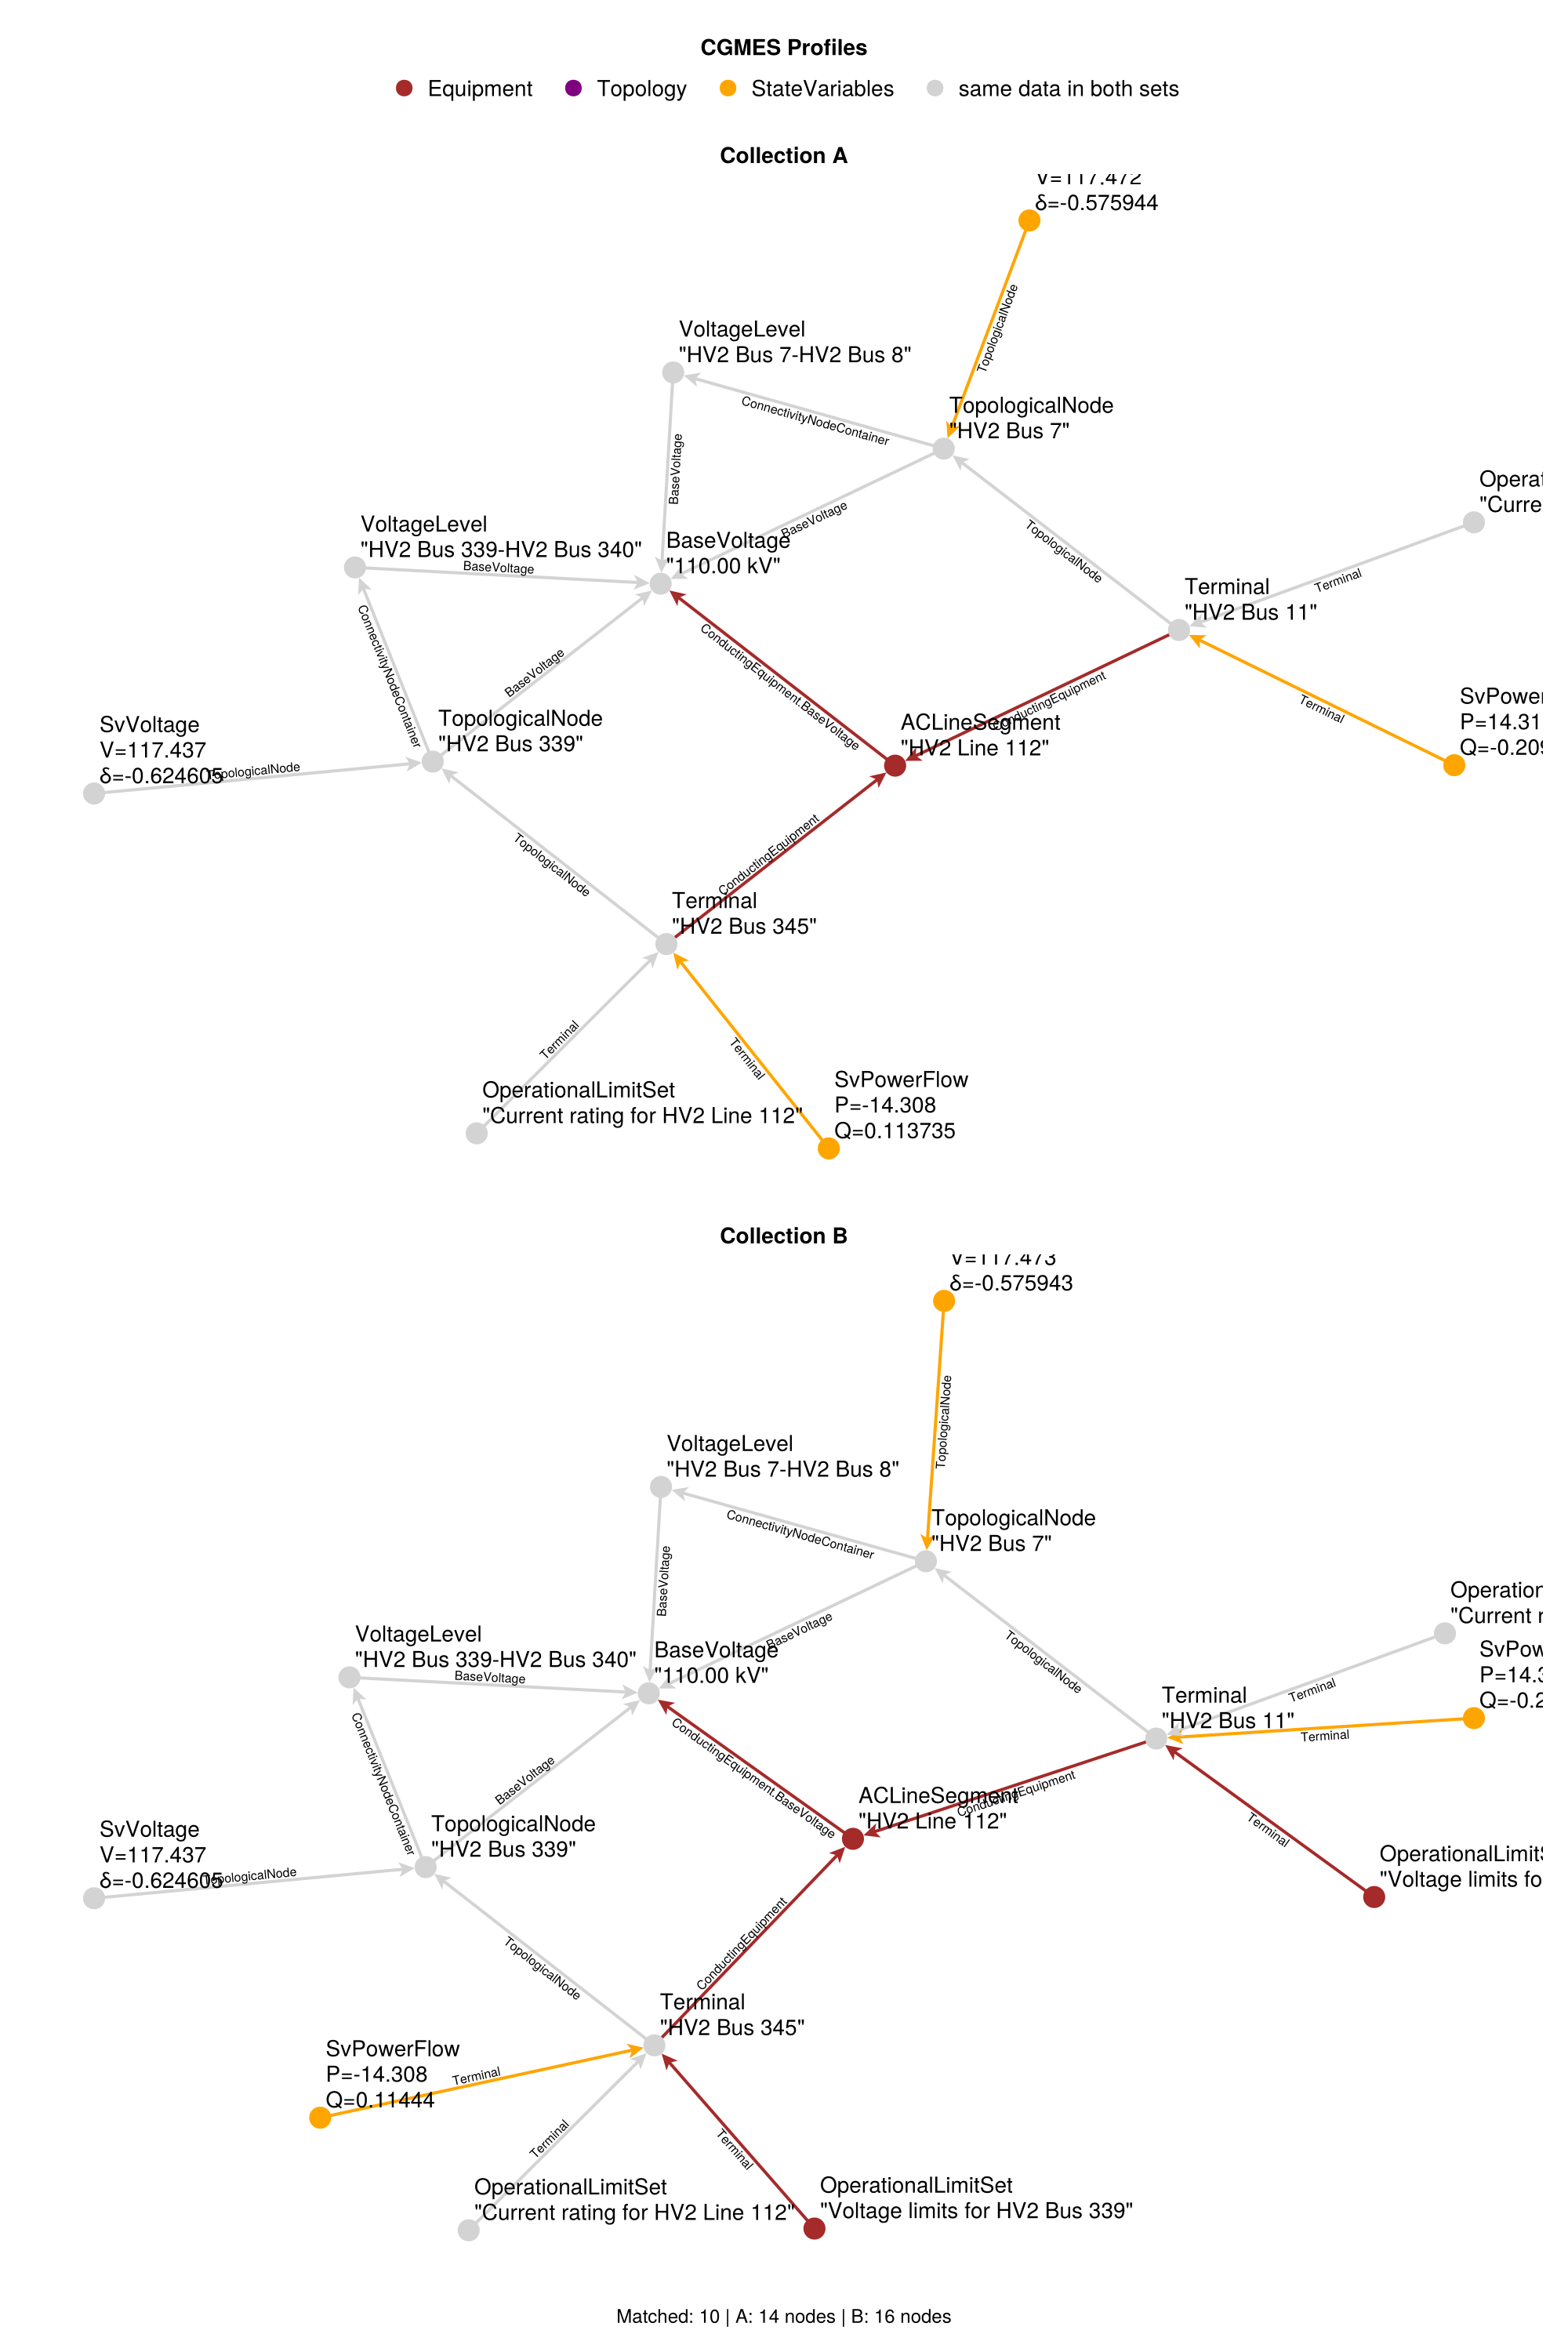 CGMES Profiles
Equipment
Topology
StateVariables
same data in both sets
Collection A
V=117.472
δ=-0.575944
TopologicalNode
VoltageLevel
"HV2 Bus 7-HV2 Bus 8"
ConnectivityNodeContainer
TopologicalNode
"HV2 Bus 7"
BaseVoltage
BaseVoltage
TopologicalNode
"Curre
VoltageLevel
"HV2 Bus 339-HV2 Bus 340"
BaseVoltage
BaseVoltage
"110.00 kV"
Terminal
Terminal
"HV2 Bus 11"
ConnectivityNodeContainer
BaseVoltage
ConductingEquipment.BaseVoltage
ConductingEquipment
Terminal
SvPower
P=14.31
Q=-0.209
SvVoltage
V=117.437
δ=-0.624605
TopologicalNode
TopologicalNode
"HV2 Bus 339"
ACLineSegment
"HV2 Line 112"
TopologicalNode
ConductingEquipment
Terminal
"HV2 Bus 345"
Terminal
Terminal
OperationalLimitSet
"Current rating for HV2 Line 112"
SvPowerFlow
P=-14.308
Q=0.113735
Collection B
V=117.473
δ=-0.575943
TopologicalNode
VoltageLevel
"HV2 Bus 7-HV2 Bus 8"
ConnectivityNodeContainer
TopologicalNode
"HV2 Bus 7"
BaseVoltage
BaseVoltage
TopologicalNode
Operation
"Current r
VoltageLevel
"HV2 Bus 339-HV2 Bus 340"
BaseVoltage
BaseVoltage
"110.00 kV"
Terminal
SvPow
P=14.3
Q=-0.2
Terminal
"HV2 Bus 11"
Terminal
ConnectivityNodeContainer
BaseVoltage
ConductingEquipment.BaseVoltage
ConductingEquipment
Terminal
SvVoltage
V=117.437
δ=-0.624605
TopologicalNode
TopologicalNode
"HV2 Bus 339"
ACLineSegment
"HV2 Line 112"
OperationalLimitS
"Voltage limits fo
TopologicalNode
ConductingEquipment
Terminal
"HV2 Bus 345"
SvPowerFlow
P=-14.308
Q=0.11444
Terminal
Terminal
Terminal
OperationalLimitSet
"Current rating for HV2 Line 112"
OperationalLimitSet
"Voltage limits for HV2 Bus 339"
Matched: 10 | A: 14 nodes | B: 16 nodes